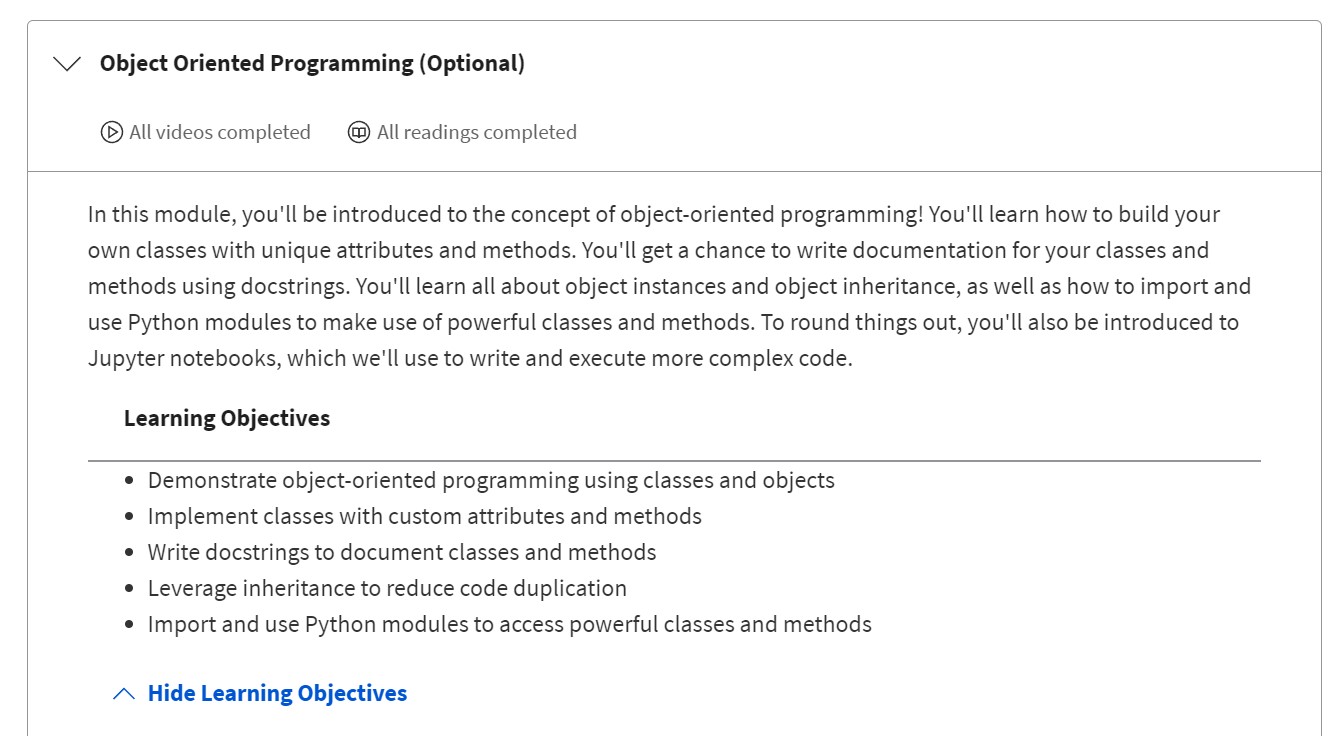 Object Oriented Programming (Optional)
All videos completed All readings completed
In this module, you'll be introduced to the concept of object-oriented programming! You'll learn how to build your
own classes with unique attributes and methods. You'll get a chance to write documentation for your classes and
methods using docstrings. You'll learn all about object instances and object inheritance, as well as how to import and
use Python modules to make use of powerful classes and methods. To round things out, you'll also be introduced to
Jupyter notebooks, which we'll use to write and execute more complex code.
Learning Objectives
• Demonstrate object-oriented programming using classes and objects
• Implement classes with custom attributes and methods
• Write docstrings to document classes and methods
• Leverage inheritance to reduce code duplication
• Import and use Python modules to access powerful classes and methods
Hide Learning Objectives